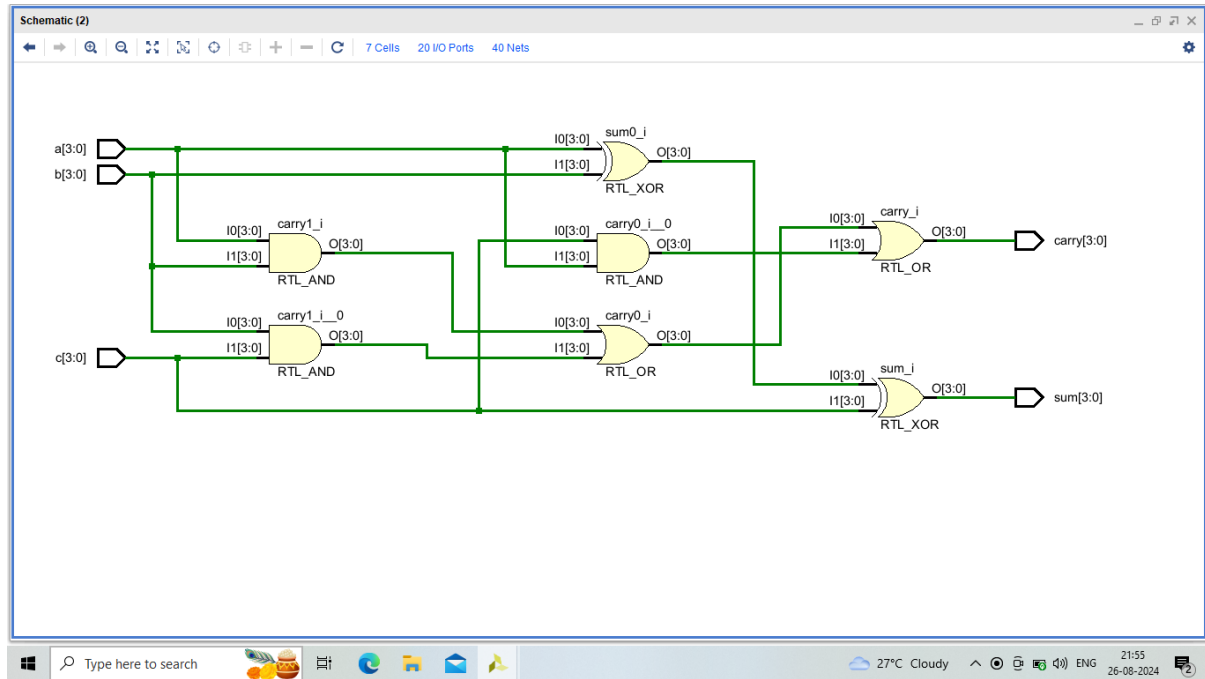 Schematic (2)
7 Cells 20 I/O Ports 40 Nets
sum0_i
I0[3:0]
O[3:0]
a[3:0]
I1[3:0]
b[3:0]
RTL_XOR
carry_i
carry1_i
carry0_i__0
I0[3:0]
O[3:0]
I0[3:0]
O[3:0]
I0[3:0]
O[3:0]
carry[3:0]
I1[3:0]
I1[3:0]
I1[3:0]
RTL_OR
RTL_AND
RTL_AND
carry1_i__0
carry0_i
I0[3:0]
O[3:0]
I0[3:0]
O[3:0]
I1[3:0]
I1[3:0]
c[3:0]
RTL_AND
RTL_OR
sum_i
I0[3:0]
O[3:0]
I1[3:0]
sum[3:0]
RTL_XOR
Type here to search
27°C Cloudy
ENG
21:55
26-08-2024
2